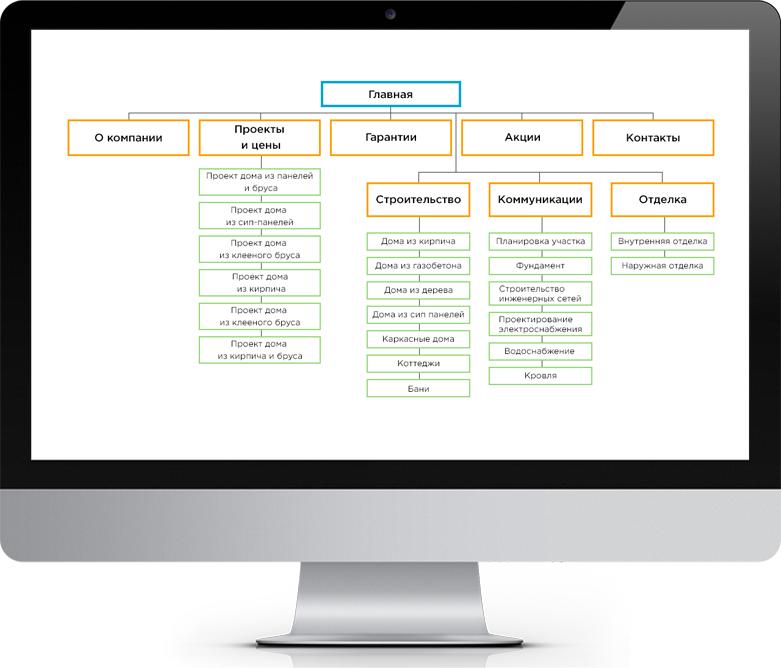 Главная
О компании
Проекты
и цены
Гарантии
Акции
Контакты
Проект дома из панелей
и бруса
Проект дома
из сип-панелей
Проект дома
из клееного бруса
Проект дома
из кирпича
Проект дома
из клееного бруса
Проект дома
из кирпича и бруса
Строительство
Дома из кирпича
Дома из газобетона
Дома из дерева
Дома из сип панелей
Каркасные дома
Коттеджи
Бани
Коммуникации
Планировка участка
Фундамент
Строительство
инженерных сетей
Проектирование
электроснабжения
Водоснабжение
Кровля
Отделка
Внутренняя отделка
Наружная отделка